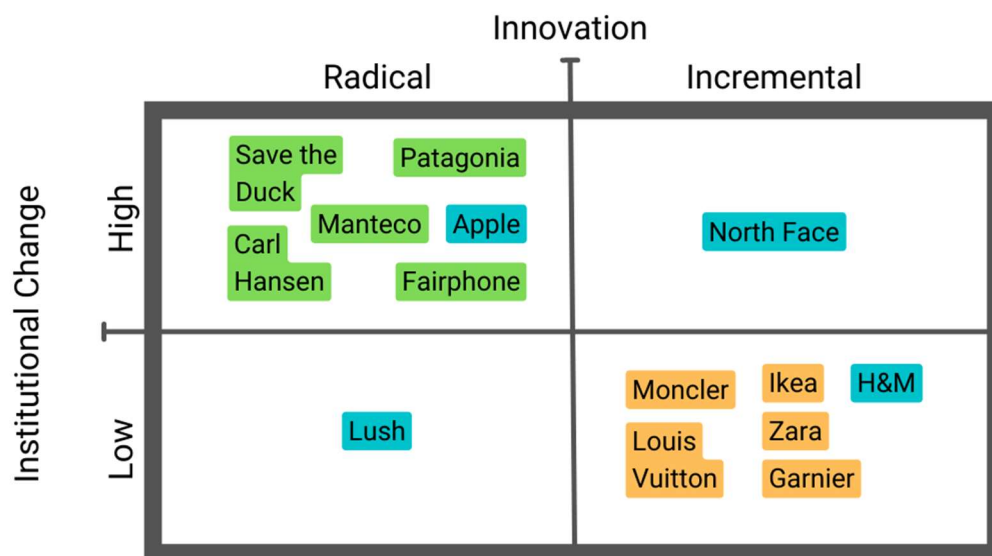 Innovation
Radical
Incremental
Institutional Change
High
Save the
Duck
Patagonia
Manteco
Apple
Carl
Hansen
Fairphone
North Face
Low
Lush
Moncler
Ikea
H&M
Louis
Vuitton
Zara
Garnier